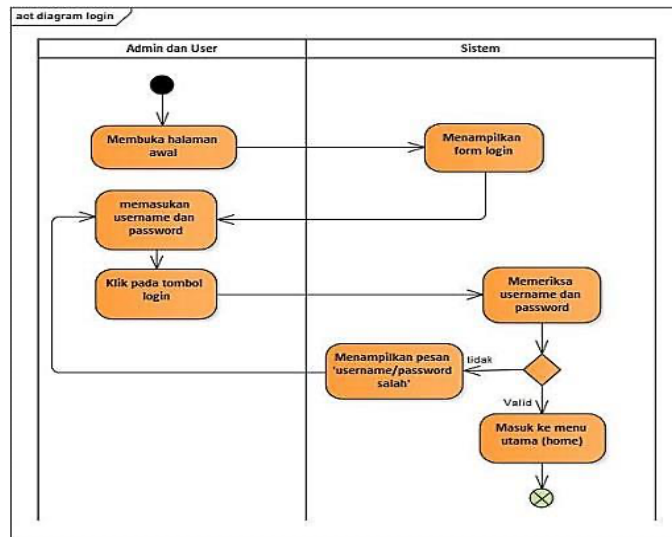 act diagram login
Admin dan User
Sistem
Membuka halaman
awal
Menampilkan
form login
memasukan
username dan
password
Klik pada tombol
login
Memeriksa
username dan
password
tidak
Menampilkan pesan
'username/password
salah'
Valid
Masuk ke menu
utama (home)